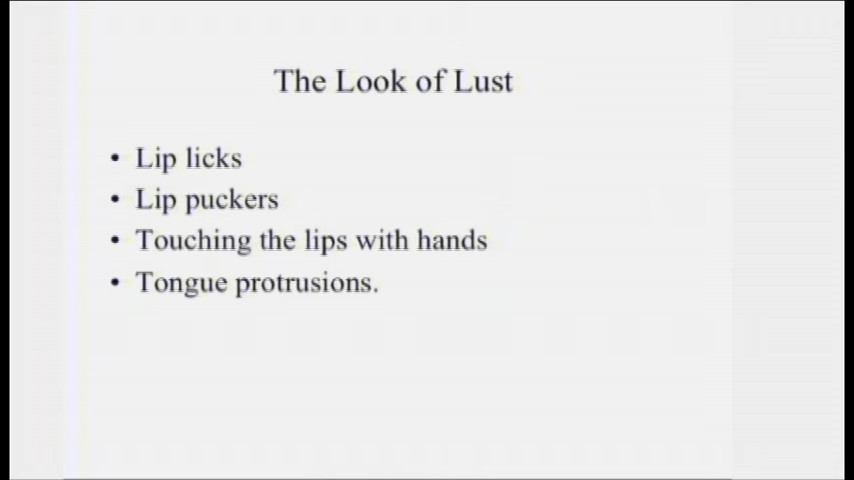 The Look of Lust
• Lip licks
• Lip puckers
• Touching the lips with hands
• Tongue protrusions.